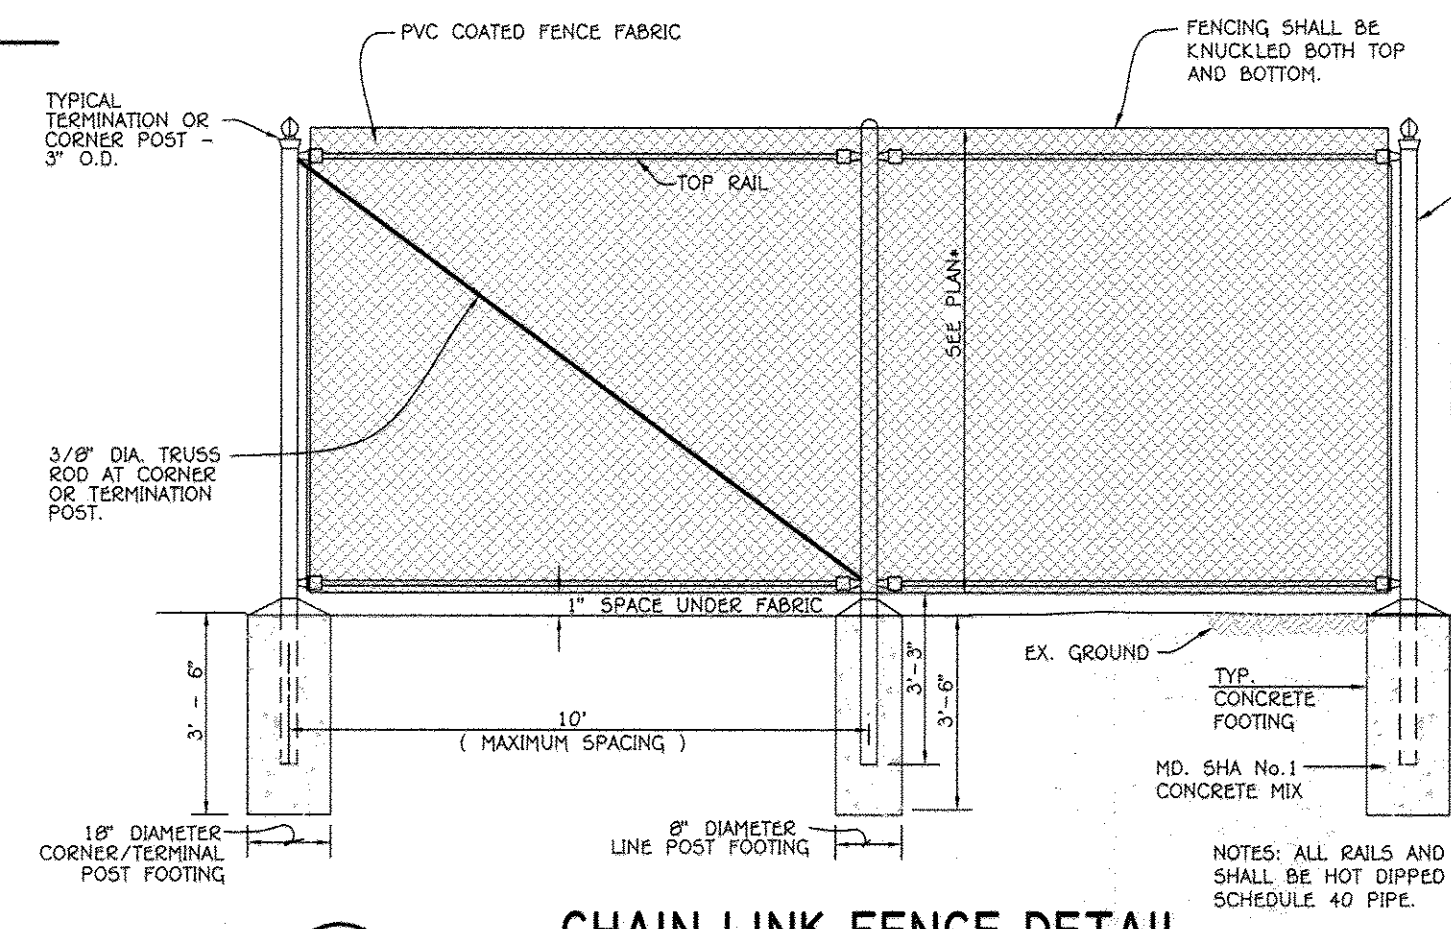 PVC COATED FENCE FABRIC
FENCING SHALL BE
KNUCKLED BOTH TOP
AND BOTTOM.
TYPICAL
TERMINATION OR
CORNER POST -
3" O.D.
TOP RAIL
SEE PLAN*
3/8" DIA. TRUSS
ROD AT CORNER
OR TERMINATION
POST.
1" SPACE UNDER FABRIC
EX. GROUND
3' - 6"
3'-3"
3'-6"
10'
( MAXIMUM SPACING )
TYP.
CONCRETE
FOOTING
MD. SHA No.1
CONCRETE MIX
18" DIAMETER
CORNER/TERMINAL
POST FOOTING
8" DIAMETER
LINE POST FOOTING
NOTES: ALL RAILS AND
SHALL BE HOT DIPPED
SCHEDULE 40 PIPE.
CHAIN LINK FENCE DETAIL